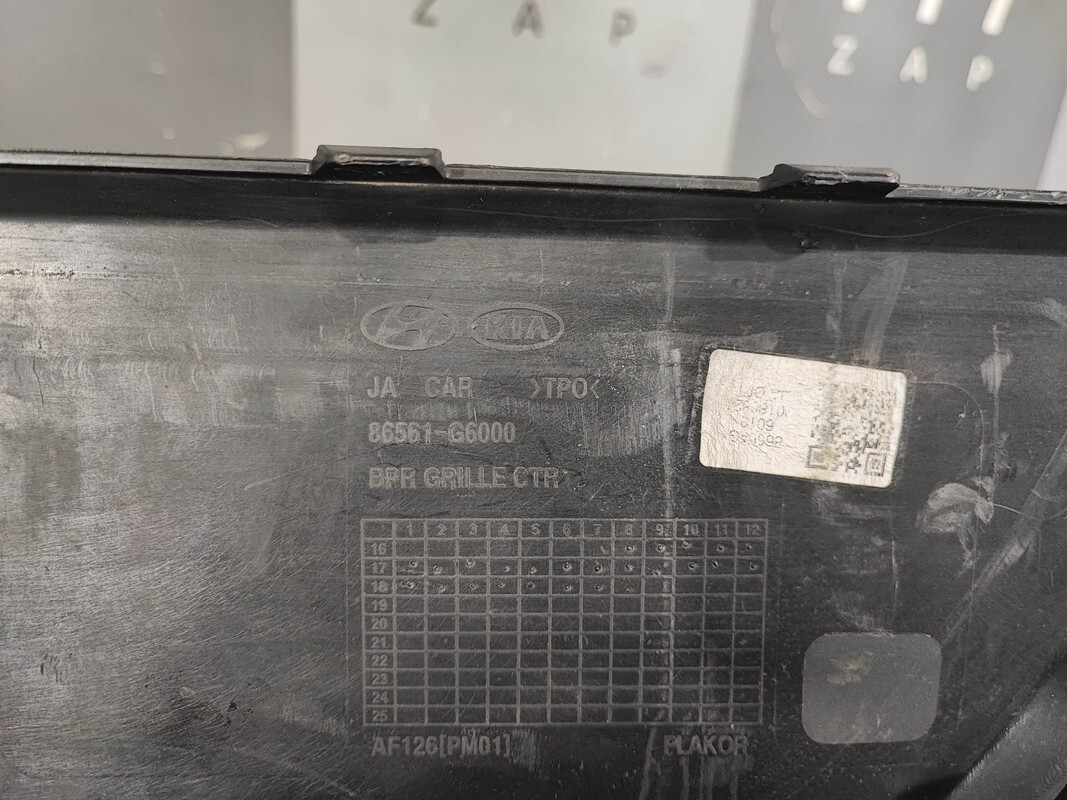 Z A P
Z A P
KIA
JA CAR >TPO<
86561-G6000
BPR GRILLE CTR
1 2 3 4 5 6 7 8 9 10 11 12
16
17
18
19
20
21
22
23
24
25
AF126[PM01]
PLAKOR